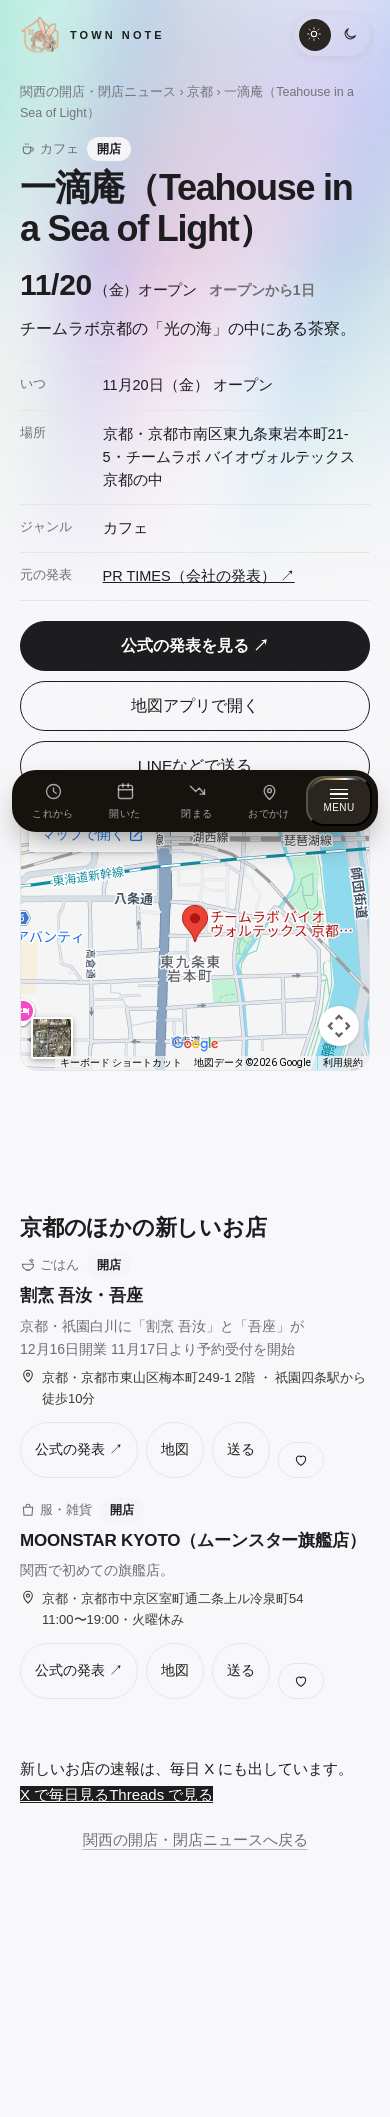 TOWN NOTE
関西の開店・閉店ニュース › 京都 › 一滴庵（Teahouse in a
Sea of Light）
カフェ 開店
一滴庵（Teahouse in
a Sea of Light）
11/20（金）オープン オープンから1日
チームラボ京都の「光の海」の中にある茶寮。
いつ 11月20日（金） オープン
場所 京都・京都市南区東九条東岩本町21-
5・チームラボ バイオヴォルテックス
京都の中
ジャンル カフェ
元の発表 PR TIMES（会社の発表） ↗
公式の発表を見る ↗
地図アプリで開く
LINEなどで送る
これから 開いた 閉まる おでかけ MENU
マップで開く
湖西線
琵琶湖線
東海道新幹線
師団街道
八条通
アバンティ
チームラボ バイオ
ヴォルテックス 京都…
東九条東
岩本町
Google
キーボード ショートカット 地図データ ©2026 Google 利用規約
京都のほかの新しいお店
ごはん 開店
割烹 吾汝・吾座
京都・祇園白川に「割烹 吾汝」と「吾座」が
12月16日開業 11月17日より予約受付を開始
京都・京都市東山区梅本町249-1 2階 ・ 祇園四条駅から
徒歩10分
公式の発表 ↗ 地図 送る
服・雑貨 開店
MOONSTAR KYOTO（ムーンスター旗艦店）
関西で初めての旗艦店。
京都・京都市中京区室町通二条上ル冷泉町54
11:00〜19:00・火曜休み
公式の発表 ↗ 地図 送る
新しいお店の速報は、毎日 X にも出しています。
X で毎日見るThreads で見る
関西の開店・閉店ニュースへ戻る